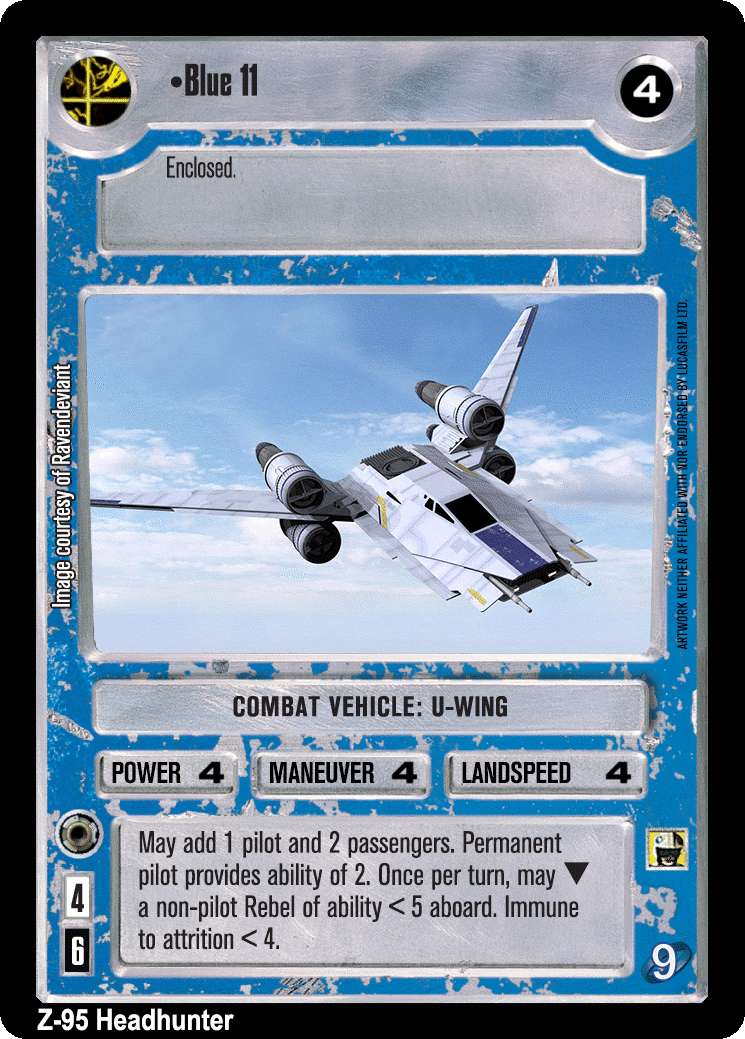 •Blue 11
4
Enclosed.
Image courtesy of Ravendeviant
ARTWORK NEITHER AFFILIATED WITH NOR ENDORSED BY LUCASFILM LTD.
COMBAT VEHICLE: U-WING
POWER 4
MANEUVER 4
LANDSPEED 4
May add 1 pilot and 2 passengers. Permanent
pilot provides ability of 2. Once per turn, may ▼
a non-pilot Rebel of ability < 5 aboard. Immune
to attrition < 4.
4
6
9
Z-95 Headhunter